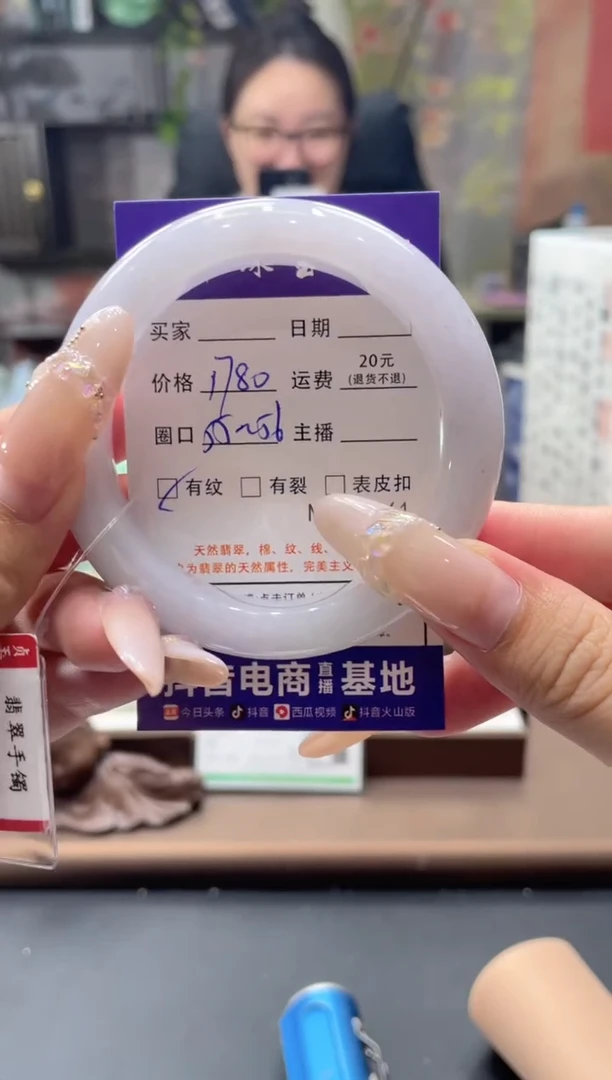 买家 日期
价格 1780 运费 20元
(退货不退)
圈口 55~56 主播
有纹 有裂 表皮扣
天然翡翠，棉、纹、线、
为翡翠的天然属性，完美主义
抖音电商直播基地
今日头条 抖音 西瓜视频 抖音火山版
翡翠手镯